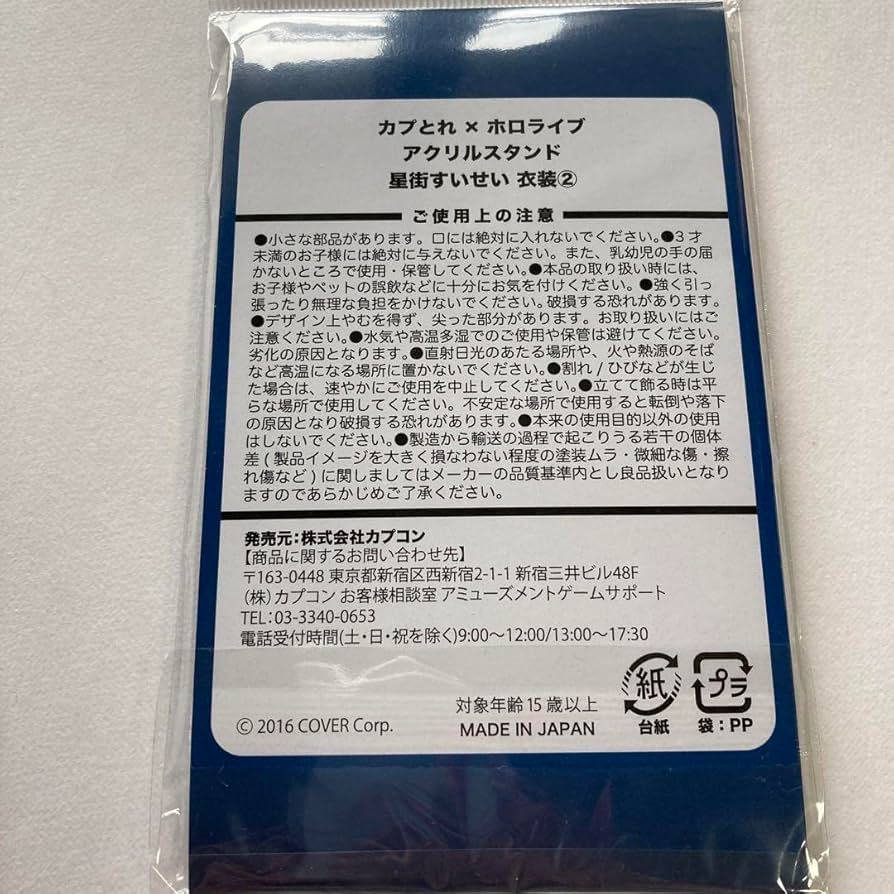 カプとれ × ホロライブ
アクリルスタンド
星街すいせい 衣装②
ご使用上の注意
●小さな部品があります。口には絶対に入れないでください。●3才
未満のお子様には絶対に与えないでください。また、乳幼児の手の届
かないところで使用・保管してください。●本品の取り扱い時には、
お子様やペットの誤飲などに十分にお気を付けください。●強く引っ
張ったり無理な負担をかけないでください。破損する恐れがあります。
●デザイン上やむを得ず、尖った部分があります。お取り扱いにはご
注意ください。●水気や高温多湿でのご使用や保管は避けてください。
劣化の原因となります。●直射日光のあたる場所や、火や熱源のそば
など高温になる場所に置かないでください。●割れ/ひびなどが生じ
た場合は、速やかにご使用を中止してください。●立てて飾る時は平
らな場所で使用してください。不安定な場所で使用すると転倒や落下
の原因となり破損する恐れがあります。●本来の使用目的以外の使用
はしないでください。●製造から輸送の過程で起こりうる若干の個体
差(製品イメージを大きく損なわない程度の塗装ムラ・微細な傷・擦
れ傷など)に関しましてはメーカーの品質基準内とし良品扱いとなり
ますのであらかじめご了承ください。
発売元:株式会社カプコン
【商品に関するお問い合わせ先】
〒163-0448 東京都新宿区西新宿2-1-1 新宿三井ビル48F
(株)カプコン お客様相談室 アミューズメントゲームサポート
TEL:03-3340-0653
電話受付時間(土・日・祝を除く)9:00~12:00/13:00~17:30
対象年齢15歳以上
© 2016 COVER Corp.
MADE IN JAPAN
紙
台紙
プラ
袋:PP